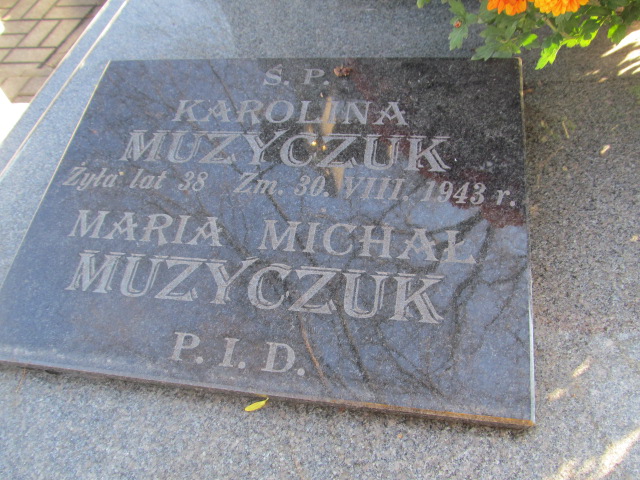 Ś. P.
KAROLINA
MUZYCZUK
Żyła lat 38 Zm. 30. VIII. 1943 r.
MARIA MICHAŁ
MUZYCZUK
P. I. D.